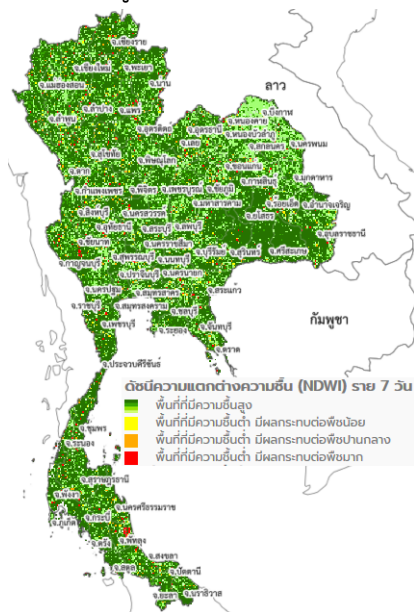 จ.เชียงราย
จ.เชียงใหม่
จ.พะเยา
จ.แม่ฮ่องสอน
จ.น่าน
จ.ลำปาง
จ.แพร่
จ.ลำพูน
จ.อุตรดิตถ์
ลาว
จ.บึงกาฬ
จ.หนองคาย
จ.อุดรธานี
จ.หนองบัวลำภู
จ.เลย
จ.สกลนคร
จ.นครพนม
จ.สุโขทัย
จ.พิษณุโลก
จ.ขอนแก่น
จ.ตาก
จ.กาฬสินธุ์
จ.มุกดาหาร
จ.กำแพงเพชร
จ.พิจิตร
จ.เพชรบูรณ์
จ.ชัยภูมิ
จ.มหาสารคาม
จ.ร้อยเอ็ด
จ.อำนาจเจริญ
จ.ยโสธร
จ.สิงห์บุรี
จ.นครสวรรค์
จ.อุทัยธานี
จ.สระบุรี
จ.ลพบุรี
จ.อุบลราชธานี
จ.ชัยนาท
จ.นครราชสีมา
จ.บุรีรัมย์
จ.สุรินทร์
จ.ศรีสะเกษ
จ.กาญจนบุรี
จ.สุพรรณบุรี
จ.นนทบุรี
จ.ปราจีนบุรี
จ.นครนายก
จ.นครปฐม
จ.สมุทรสาคร
จ.สระแก้ว
จ.ราชบุรี
จ.สมุทรสงคราม
จ.ชลบุรี
จ.เพชรบุรี
จ.ระยอง
จ.จันทบุรี
กัมพูชา
จ.ตราด
จ.ประจวบคีรีขันธ์
ดัชนีความแตกต่างความชื้น (NDWI) ราย 7 วัน
พื้นที่ที่มีความชื้นสูง
พื้นที่ที่มีความชื้นต่ำ มีผลกระทบต่อพืชน้อย
พื้นที่ที่มีความชื้นต่ำ มีผลกระทบต่อพืชปานกลาง
พื้นที่ที่มีความชื้นต่ำ มีผลกระทบต่อพืชมาก
จ.ชุมพร
จ.ระนอง
จ.สุราษฎร์ธานี
จ.พังงา
จ.นครศรีธรรมราช
จ.ภูเก็ต
จ.กระบี่
จ.ตรัง
จ.พัทลุง
จ.สงขลา
จ.สตูล
จ.ปัตตานี
จ.ยะลา
จ.นราธิวาส